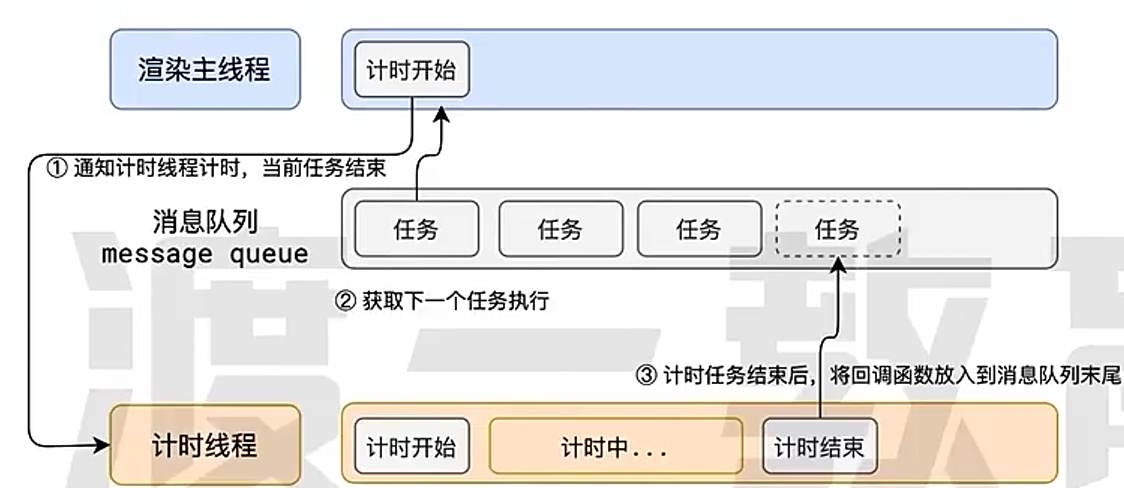 渲染主线程
计时开始
① 通知计时线程计时，当前任务结束
消息队列
message queue
任务
任务
任务
任务
② 获取下一个任务执行
③ 计时任务结束后，将回调函数放入到消息队列末尾
计时线程
计时开始
计时中...
计时结束
渡一教